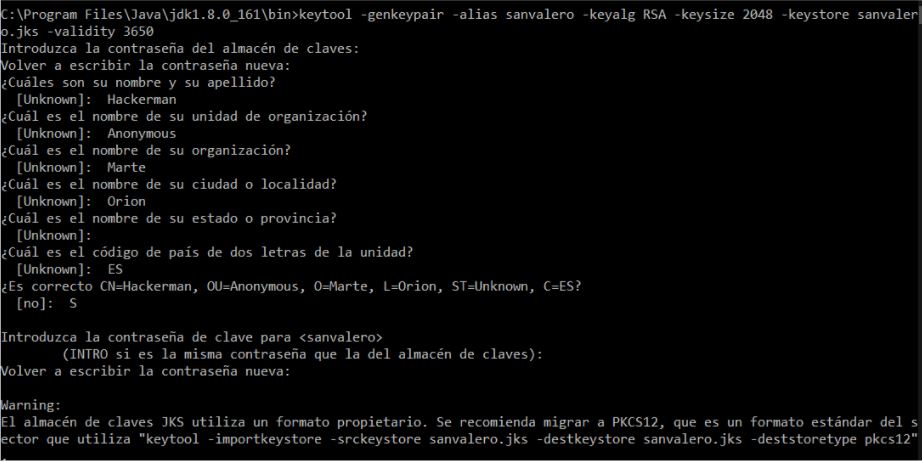 C:\Program Files\Java\jdk1.8.0_161\bin>keytool -genkeypair -alias sanvalero -keyalg RSA -keysize 2048 -keystore sanvaler
o.jks -validity 3650
Introduzca la contraseña del almacén de claves:
Volver a escribir la contraseña nueva:
¿Cuáles son su nombre y su apellido?
  [Unknown]:  Hackerman
¿Cuál es el nombre de su unidad de organización?
  [Unknown]:  Anonymous
¿Cuál es el nombre de su organización?
  [Unknown]:  Marte
¿Cuál es el nombre de su ciudad o localidad?
  [Unknown]:  Orion
¿Cuál es el nombre de su estado o provincia?
  [Unknown]:
¿Cuál es el código de país de dos letras de la unidad?
  [Unknown]:  ES
¿Es correcto CN=Hackerman, OU=Anonymous, O=Marte, L=Orion, ST=Unknown, C=ES?
  [no]:  S

Introduzca la contraseña de clave para <sanvalero>
        (INTRO si es la misma contraseña que la del almacén de claves):
Volver a escribir la contraseña nueva:

Warning:
El almacén de claves JKS utiliza un formato propietario. Se recomienda migrar a PKCS12, que es un formato estándar del s
ector que utiliza "keytool -importkeystore -srckeystore sanvalero.jks -destkeystore sanvalero.jks -deststoretype pkcs12"
.